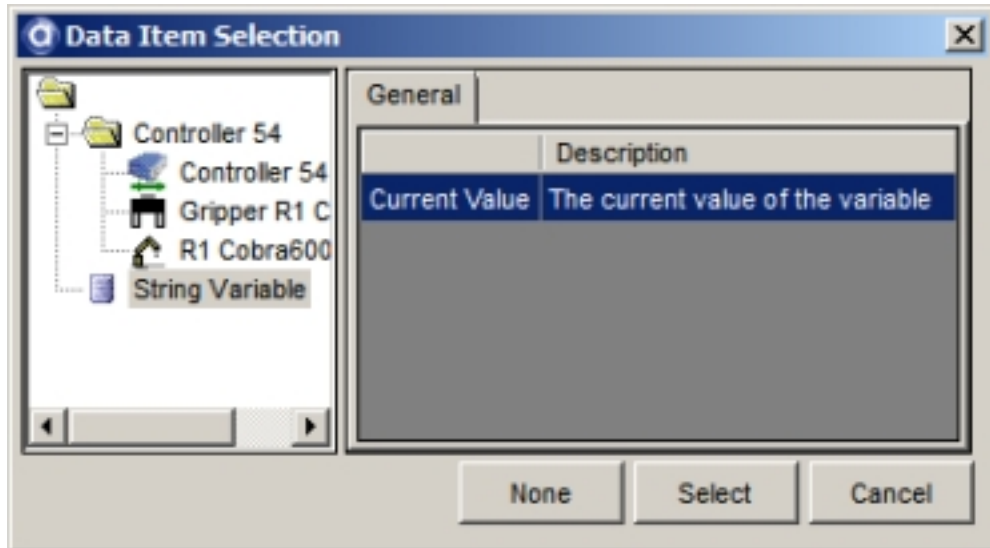 Data Item Selection
Controller 54
Controller 54
Gripper R1 C
R1 Cobra600
String Variable
General
Description
Current Value The current value of the variable
None Select Cancel